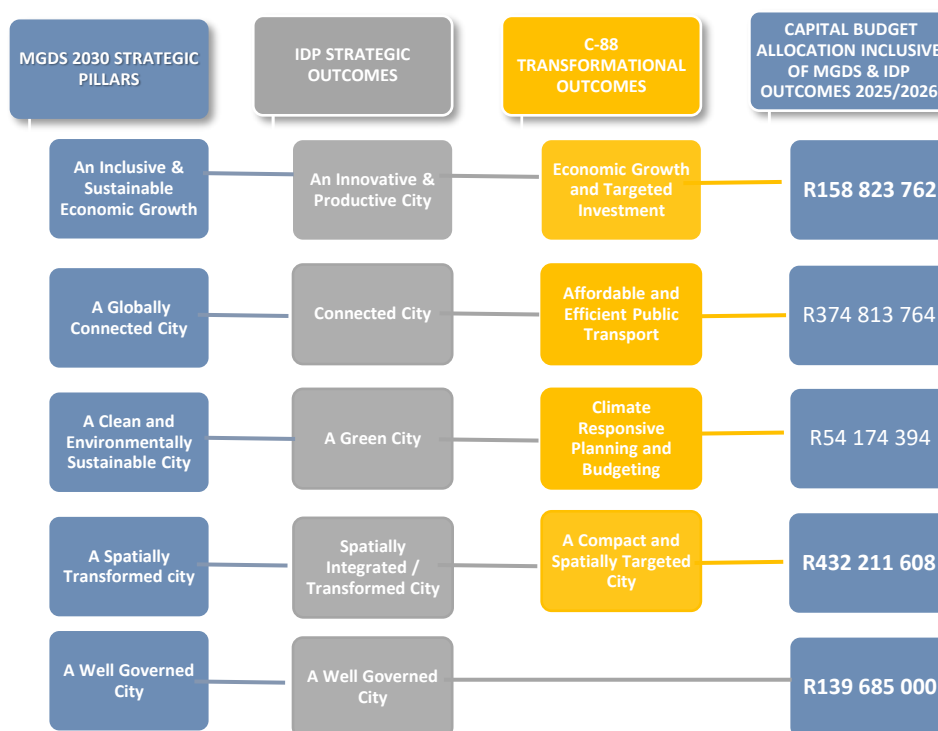 MGDS 2030 STRATEGIC
PILLARS
IDP STRATEGIC
OUTCOMES
C-88
TRANSFORMATIONAL
OUTCOMES
CAPITAL BUDGET
ALLOCATION INCLUSIVE
OF MGDS & IDP
OUTCOMES 2025/2026
An Inclusive &
Sustainable
Economic Growth
An Innovative &
Productive City
Economic Growth
and Targeted
Investment
R158 823 762
A Globally
Connected City
Connected City
Affordable and
Efficient Public
Transport
R374 813 764
A Clean and
Environmentally
Sustainable City
A Green City
Climate
Responsive
Planning and
Budgeting
R54 174 394
A Spatially
Transformed city
Spatially
Integrated /
Transformed City
A Compact and
Spatially Targeted
City
R432 211 608
A Well Governed
City
A Well Governed
City
R139 685 000